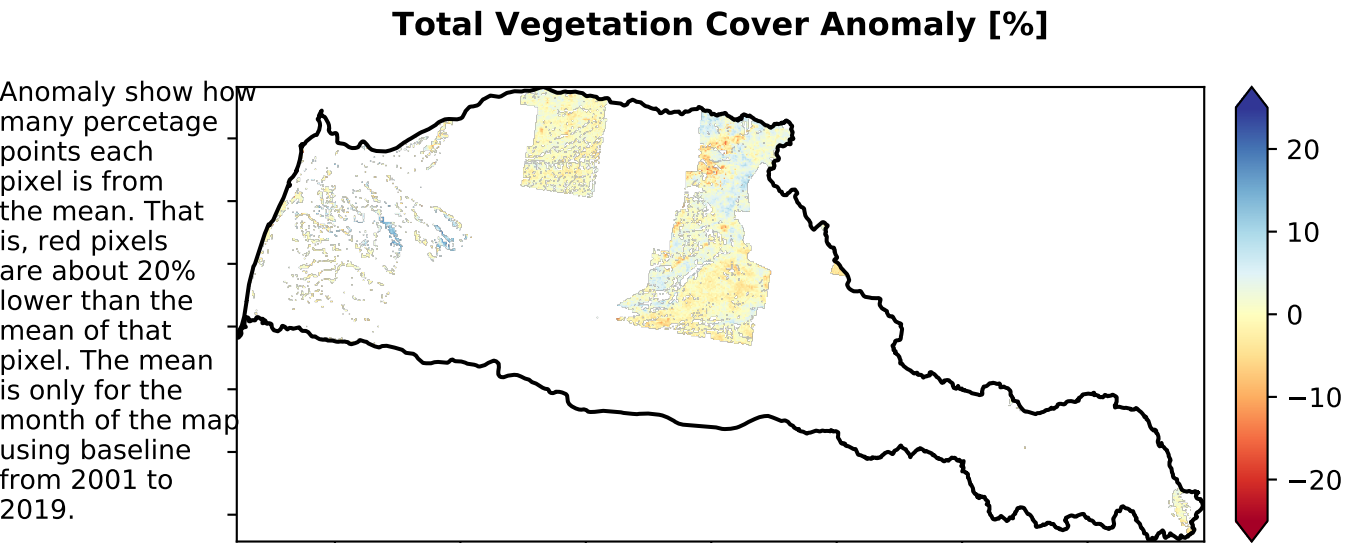 Total Vegetation Cover Anomaly [%]
Anomaly show how
many percetage
points each
pixel is from
the mean. That
is, red pixels
are about 20%
lower than the
mean of that
pixel. The mean
is only for the
month of the map
using baseline
from 2001 to
2019.
20
10
0
−10
−20